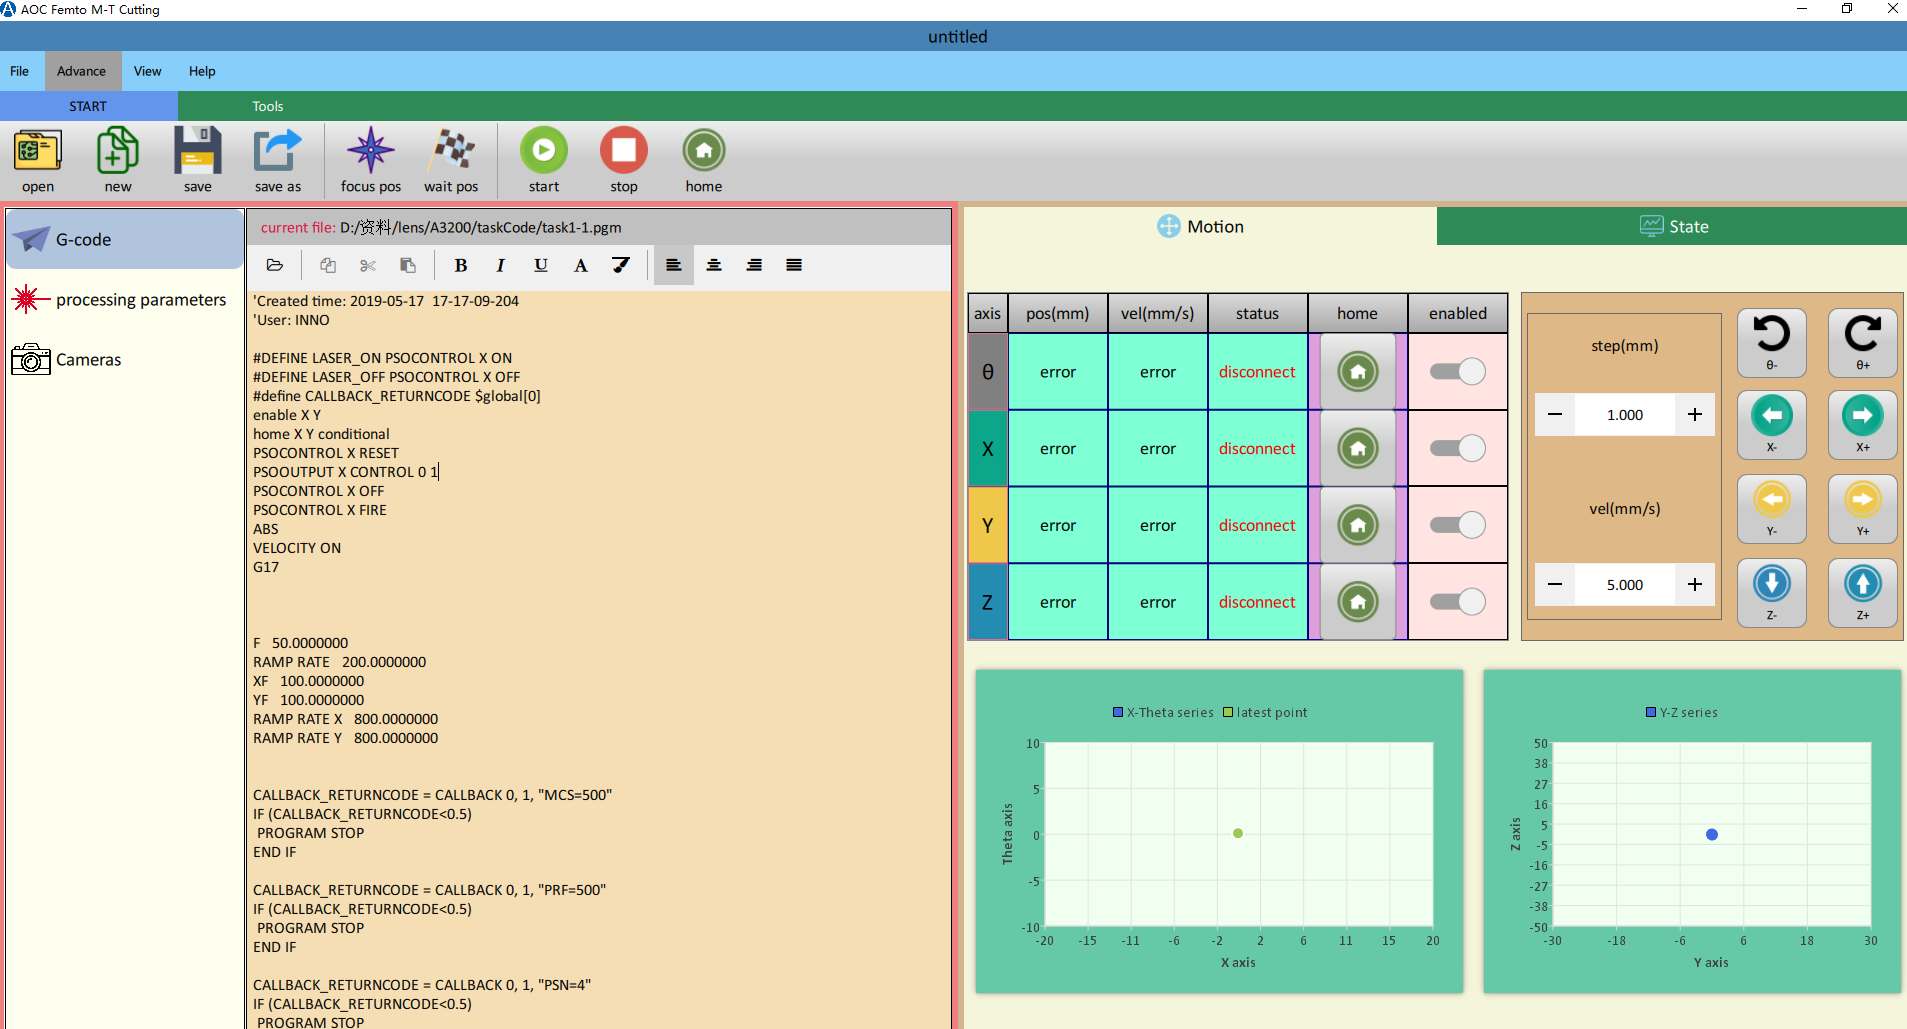 AOC Femto M-T Cutting
untitled
File Advance View Help
START Tools
open new save save as focus pos wait pos start stop home
G-code
processing parameters
Cameras
current file: D:/资料/lens/A3200/taskCode/task1-1.pgm
B I U A
'Created time: 2019-05-17 17-17-09-204
'User: INNO
#DEFINE LASER_ON PSOCONTROL X ON
#DEFINE LASER_OFF PSOCONTROL X OFF
#define CALLBACK_RETURNCODE $global[0]
enable X Y
home X Y conditional
PSOCONTROL X RESET
PSOOUTPUT X CONTROL 0 1
PSOCONTROL X OFF
PSOCONTROL X FIRE
ABS
VELOCITY ON
G17
F 50.0000000
RAMP RATE 200.0000000
XF 100.0000000
YF 100.0000000
RAMP RATE X 800.0000000
RAMP RATE Y 800.0000000
CALLBACK_RETURNCODE = CALLBACK 0, 1, "MCS=500"
IF (CALLBACK_RETURNCODE<0.5)
PROGRAM STOP
END IF
CALLBACK_RETURNCODE = CALLBACK 0, 1, "PRF=500"
IF (CALLBACK_RETURNCODE<0.5)
PROGRAM STOP
END IF
CALLBACK_RETURNCODE = CALLBACK 0, 1, "PSN=4"
IF (CALLBACK_RETURNCODE<0.5)
PROGRAM STOP
Motion State
axis pos(mm) vel(mm/s) status home enabled
θ error error disconnect
X error error disconnect
Y error error disconnect
Z error error disconnect
step(mm)
− 1.000 +
vel(mm/s)
− 5.000 +
θ- θ+
X- X+
Y- Y+
Z- Z+
X-Theta series latest point
10
5
0
-5
-10
Theta axis
-20 -15 -11 -6 -2 2 6 11 15 20
X axis
Y-Z series
50
38
27
16
5
-5
-16
-27
-38
-50
Z axis
-30 -18 -6 6 18 30
Y axis